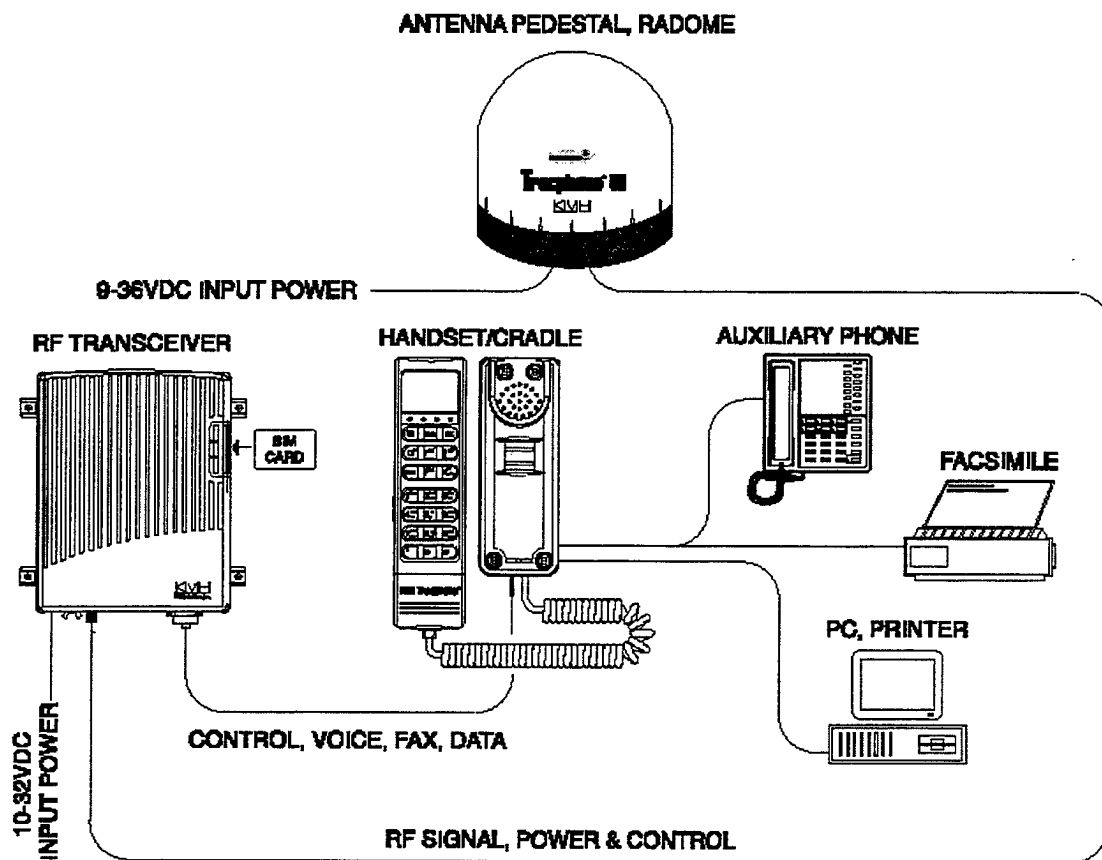 ANTENNA PEDESTAL, RADOME
Tracphone
KVH
9-36VDC INPUT POWER
RF TRANSCEIVER
HANDSET/CRADLE
AUXILIARY PHONE
SIM
CARD
FACSIMILE
KVH
PC, PRINTER
CONTROL, VOICE, FAX, DATA
10-32VDC
INPUT POWER
RF SIGNAL, POWER & CONTROL